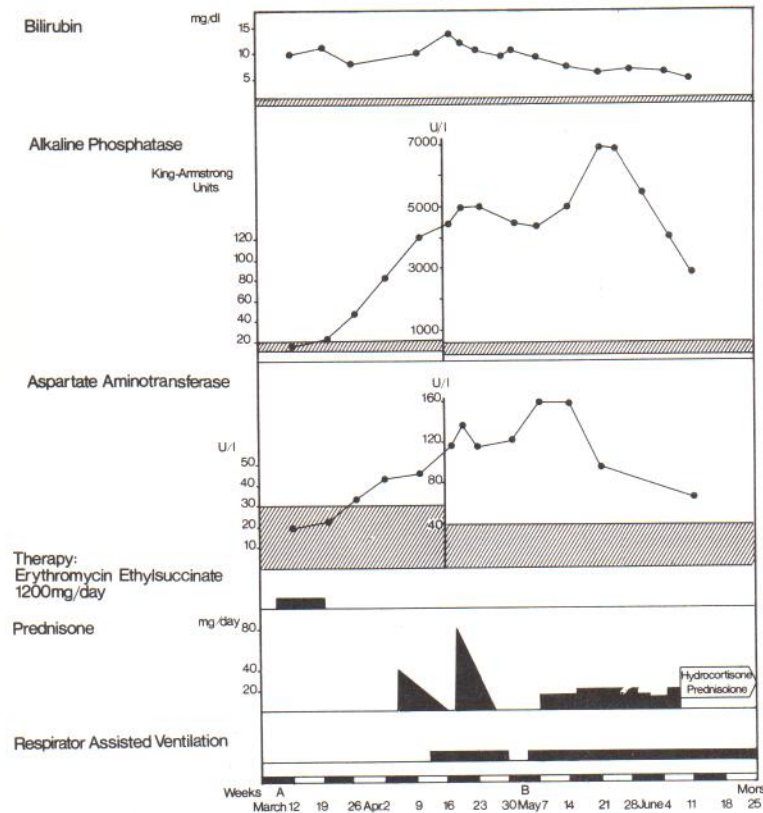 Bilirubin
mg/dl
15
10
5
Alkaline Phosphatase
King-Armstrong
Units
120
100
80
60
40
20
U/l
7000
5000
3000
1000
Aspartate Aminotransferase
U/l
50
40
30
20
10
U/l
160
120
80
40
Therapy:
Erythromycin Ethylsuccinate
1200mg/day
Prednisone
mg/day
80
40
20
Hydrocortisone
Prednisolone
Respirator Assisted Ventilation
Weeks A B Mors
March 12 19 26 Apr.2 9 16 23 30 May7 14 21 28 June 4 11 18 25